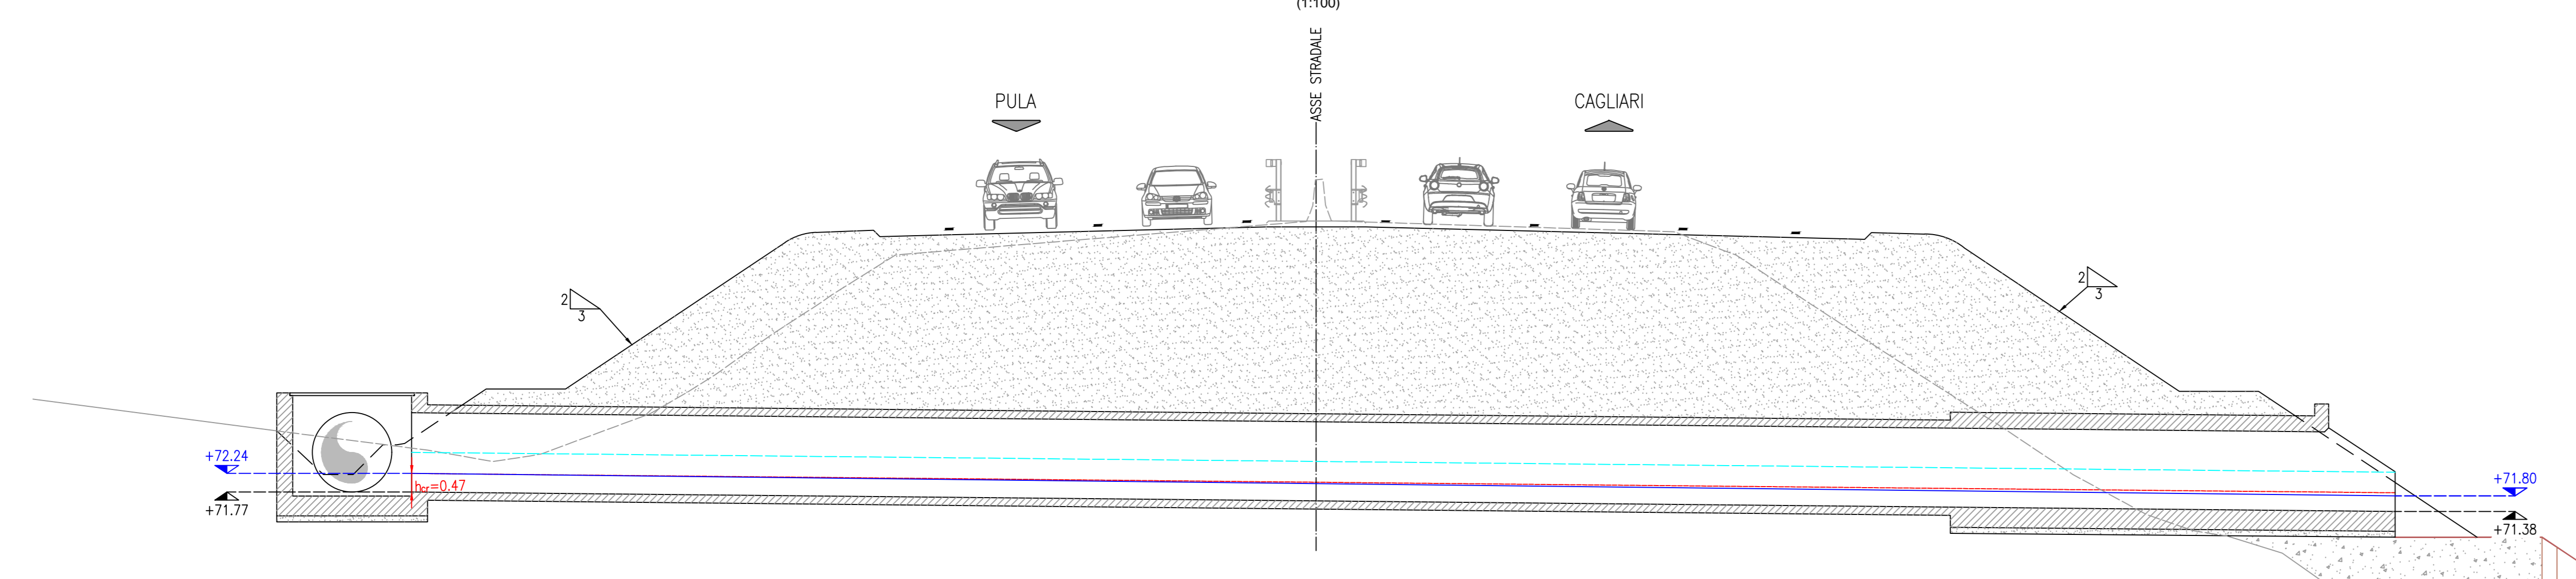 (1:100)
ASSE STRADALE
PULA
CAGLIARI
2
3
2
3
+72.24
hcr=0.47
+71.77
+71.80
+71.38